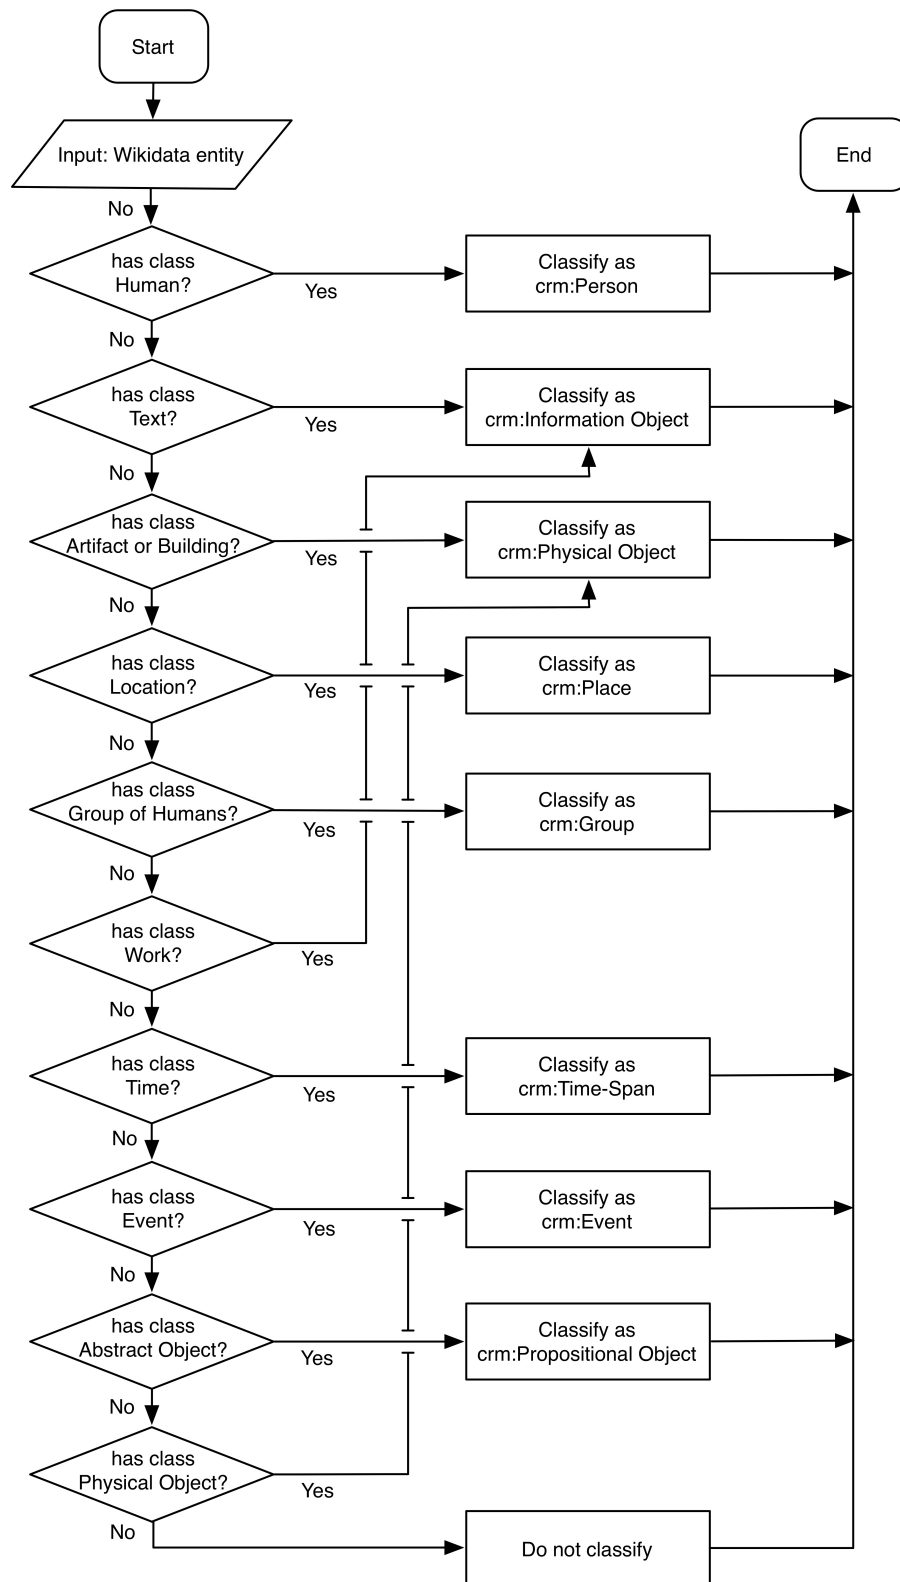 Start
Input: Wikidata entity
End
No
has class
Human?
Yes
Classify as
crm:Person
No
has class
Text?
Yes
Classify as
crm:Information Object
No
has class
Artifact or Building?
Yes
Classify as
crm:Physical Object
No
has class
Location?
Yes
Classify as
crm:Place
No
has class
Group of Humans?
Yes
Classify as
crm:Group
No
has class
Work?
Yes
No
has class
Time?
Yes
Classify as
crm:Time-Span
No
has class
Event?
Yes
Classify as
crm:Event
No
has class
Abstract Object?
Yes
Classify as
crm:Propositional Object
No
has class
Physical Object?
Yes
No
Do not classify